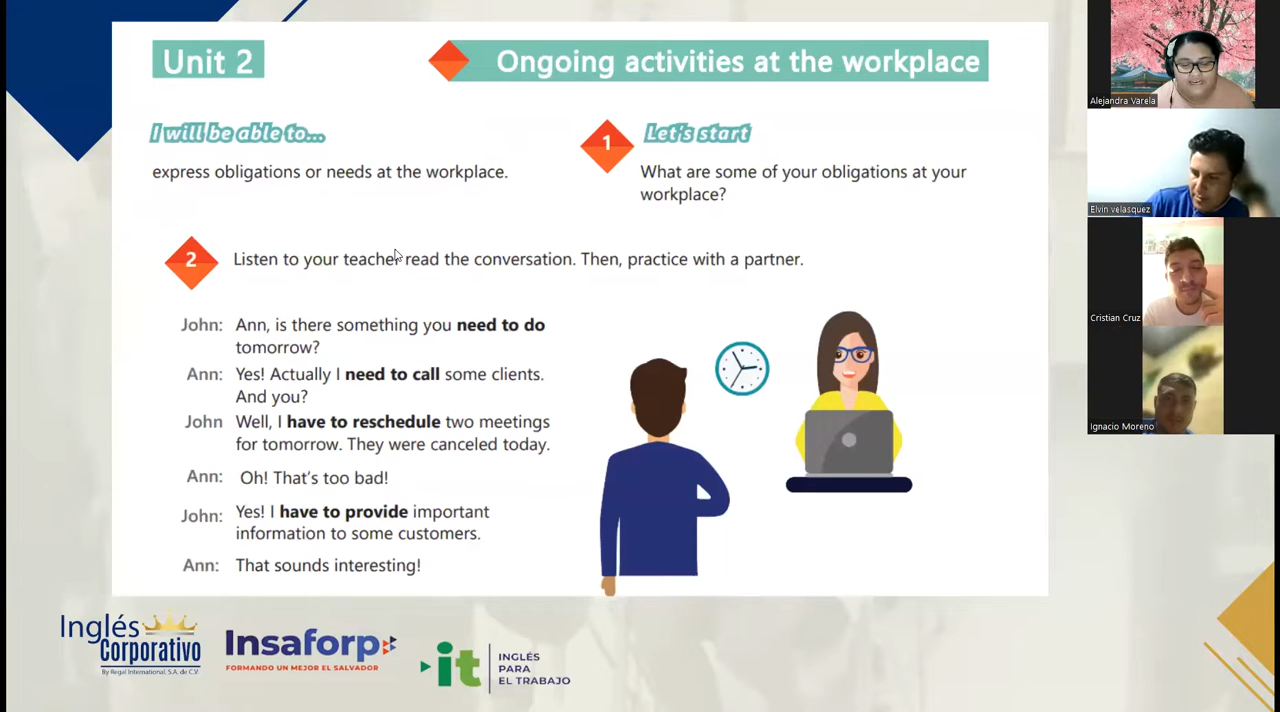 Unit 2
Ongoing activities at the workplace
I will be able to...
express obligations or needs at the workplace.
1
Let's start
What are some of your obligations at your
workplace?
2
Listen to your teacher read the conversation. Then, practice with a partner.
John: Ann, is there something you need to do
tomorrow?
Ann: Yes! Actually I need to call some clients.
And you?
John Well, I have to reschedule two meetings
for tomorrow. They were canceled today.
Ann: Oh! That's too bad!
John: Yes! I have to provide important
information to some customers.
Ann: That sounds interesting!
Inglés
Corporativo
By Regal International, S.A. de C.V.
Insaforp
FORMANDO UN MEJOR EL SALVADOR
it
INGLÉS
PARA
EL TRABAJO
Alejandra Varela
Elvin velasquez
Cristian Cruz
Ignacio Moreno